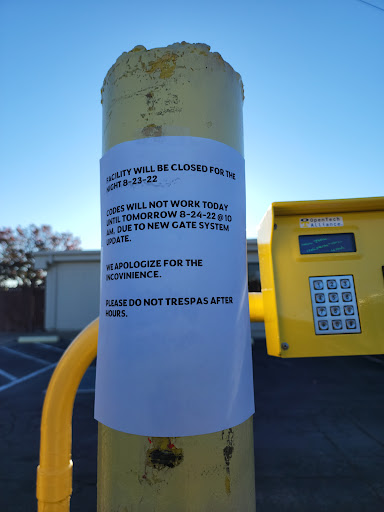 FACILITY WILL BE CLOSED FOR THE
NIGHT 8-23-22
CODES WILL NOT WORK TODAY
UNTIL TOMORROW 8-24-22 @ 10
AM, DUE TO NEW GATE SYSTEM
UPDATE.
WE APOLOGIZE FOR THE
INCOVINIENCE.
PLEASE DO NOT TRESPAS AFTER
HOURS.
OpenTech
Alliance